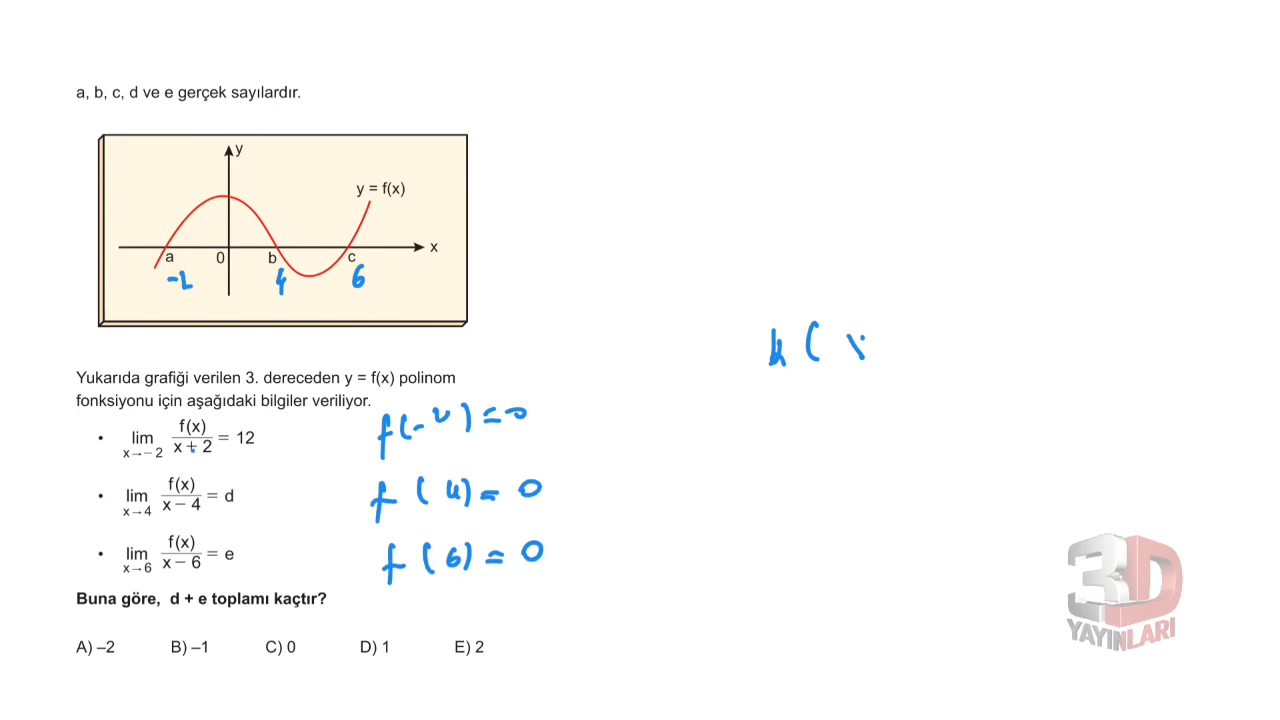 a, b, c, d ve e gerçek sayılardır.
y
y = f(x)
x
a 0 b c
-2 4 6
k ( x
Yukarıda grafiği verilen 3. dereceden y = f(x) polinom
fonksiyonu için aşağıdaki bilgiler veriliyor.
• lim x→−2 f(x)/(x + 2) = 12
f(-2) = 0
• lim x→4 f(x)/(x − 4) = d
f(4) = 0
• lim x→6 f(x)/(x − 6) = e
f(6) = 0
Buna göre, d + e toplamı kaçtır?
A) –2 B) –1 C) 0 D) 1 E) 2
3D
YAYINLARI